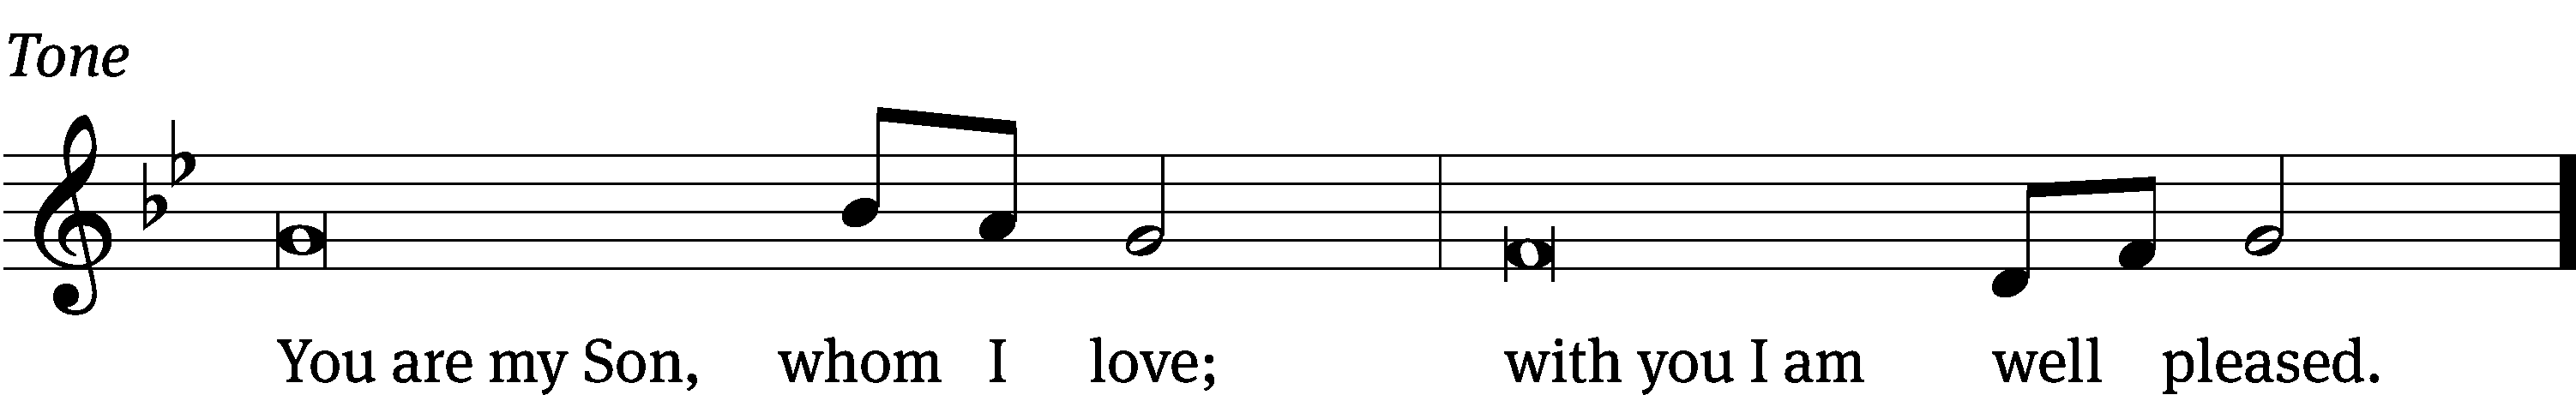 Tone
You are my Son, whom I love; with you I am well pleased.